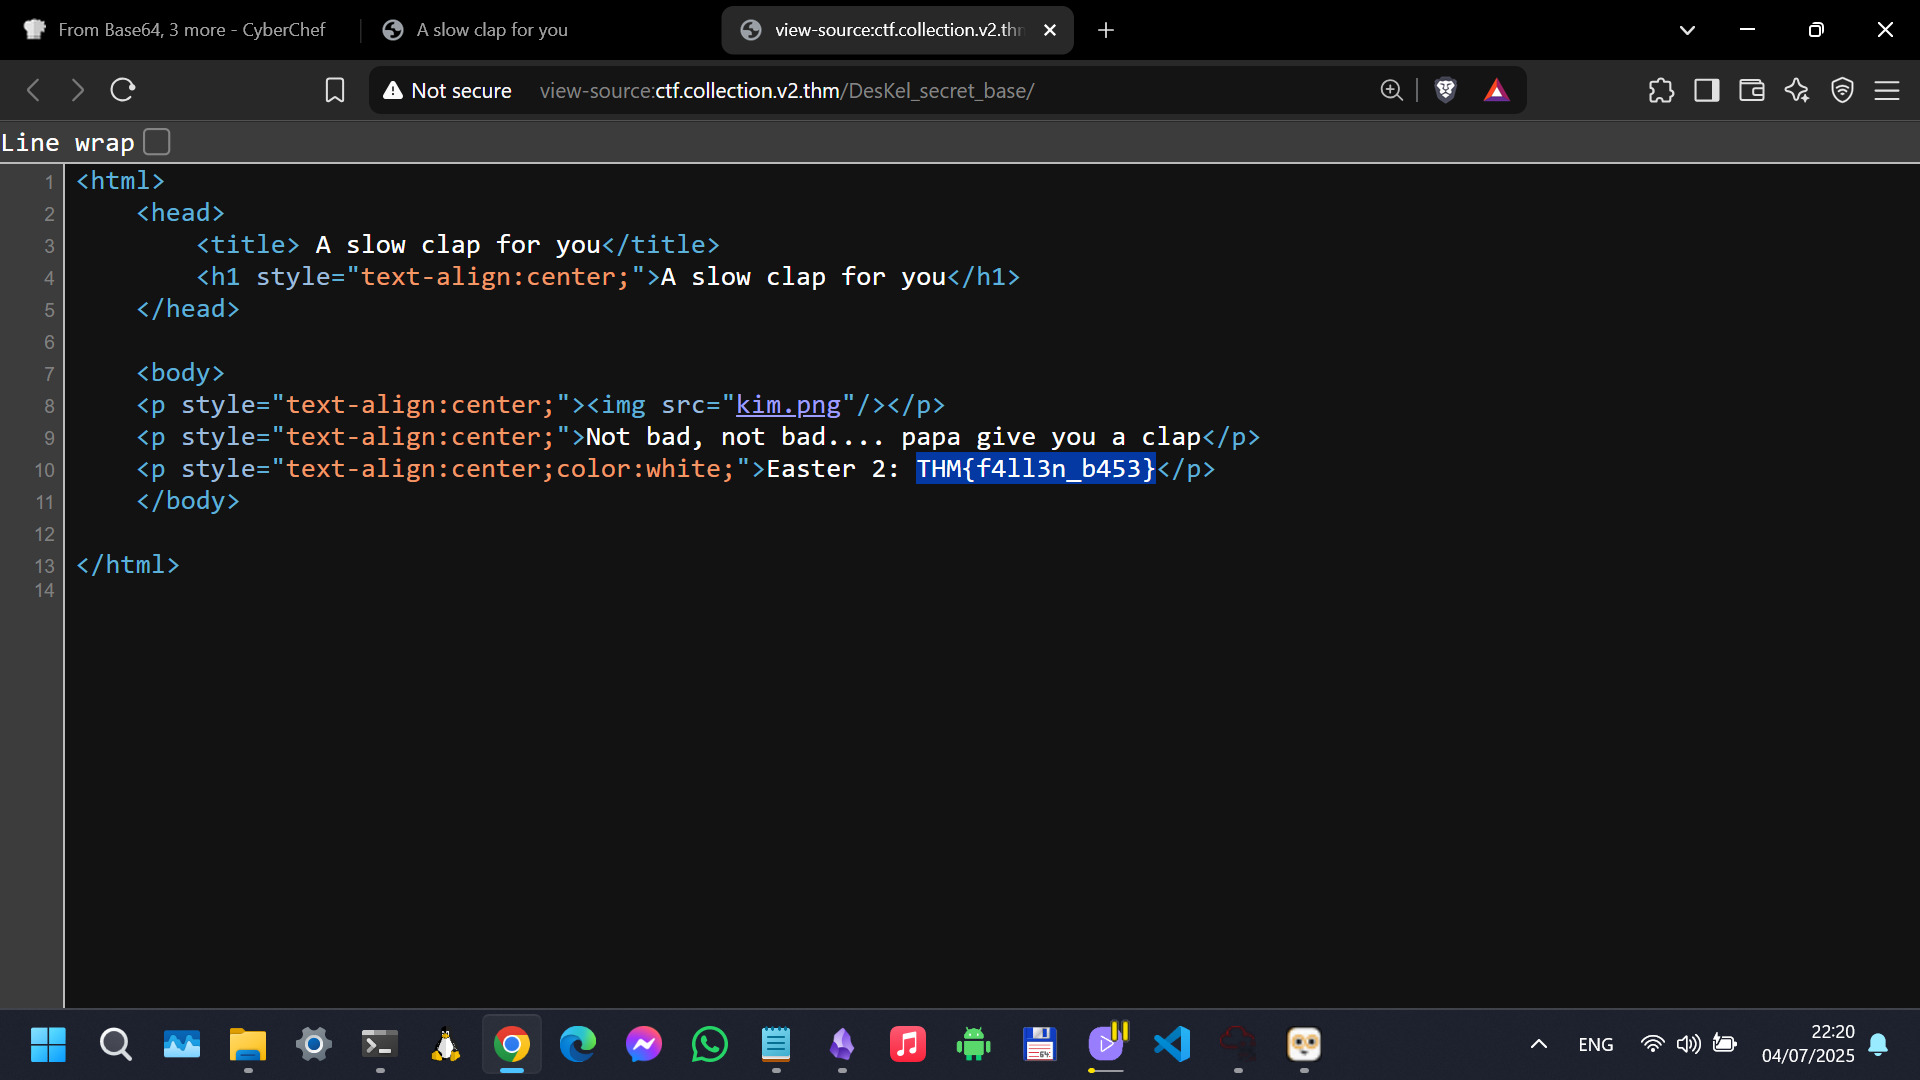 From Base64, 3 more - CyberChef
A slow clap for you
view-source:ctf.collection.v2.thm
Not secure
view-source:ctf.collection.v2.thm/DesKel_secret_base/
Line wrap
1 <html>
2 <head>
3 <title> A slow clap for you</title>
4 <h1 style="text-align:center;">A slow clap for you</h1>
5 </head>
6
7 <body>
8 <p style="text-align:center;"><img src="kim.png"/></p>
9 <p style="text-align:center;">Not bad, not bad.... papa give you a clap</p>
10 <p style="text-align:center;color:white;">Easter 2: THM{f4ll3n_b453}</p>
11 </body>
12
13 </html>
14
64
ENG
22:20
04/07/2025